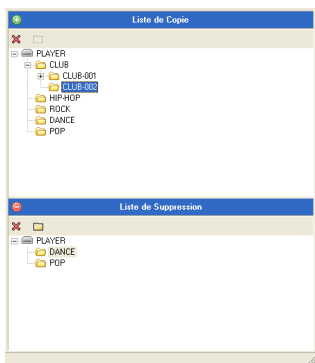 Liste de Copie
PLAYER
CLUB
CLUB-001
CLUB-002
HIP-HOP
ROCK
DANCE
POP
Liste de Suppression
PLAYER
DANCE
POP